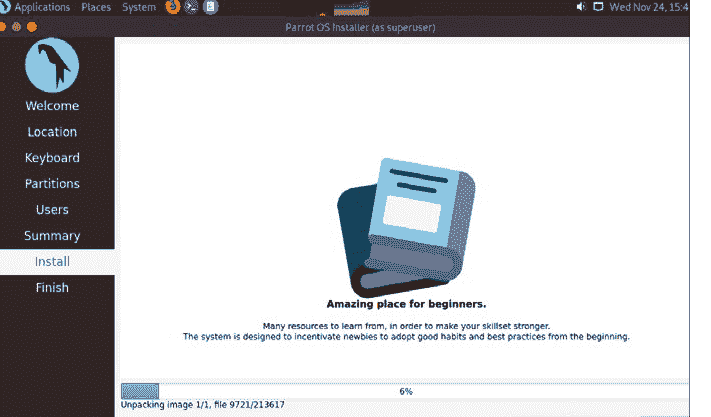 Applications Places System Wed Nov 24, 15:4
Parrot OS Installer (as superuser)
Welcome
Location
Keyboard
Partitions
Users
Summary
Install
Finish
Amazing place for beginners.
Many resources to learn from, in order to make your skillset stronger.
The system is designed to incentivate newbies to adopt good habits and best practices from the beginning.
6%
Unpacking image 1/1, file 9721/213617